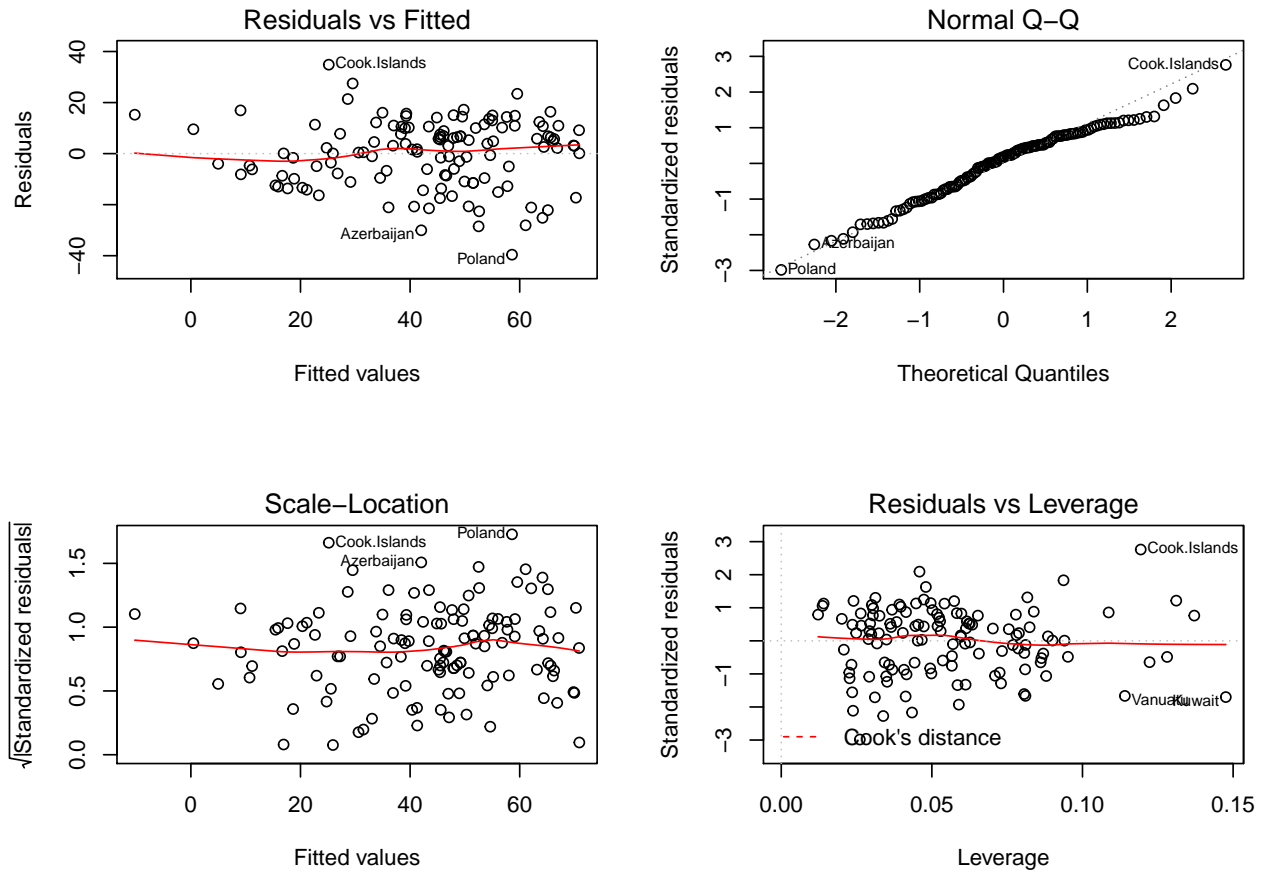 Residuals vs Fitted
Residuals
40
20
0
−40
Cook.Islands
Azerbaijan
Poland
0 20 40 60
Fitted values
Normal Q−Q
Standardized residuals
3
2
1
−1
−3
Cook.Islands
Azerbaijan
Poland
−2 −1 0 1 2
Theoretical Quantiles
Scale−Location
√|Standardized residuals|
1.5
1.0
0.5
0.0
Poland
Cook.Islands
Azerbaijan
0 20 40 60
Fitted values
Residuals vs Leverage
Standardized residuals
3
2
1
−1
−3
Cook.Islands
Vanuatu
Kuwait
Cook's distance
0.00 0.05 0.10 0.15
Leverage